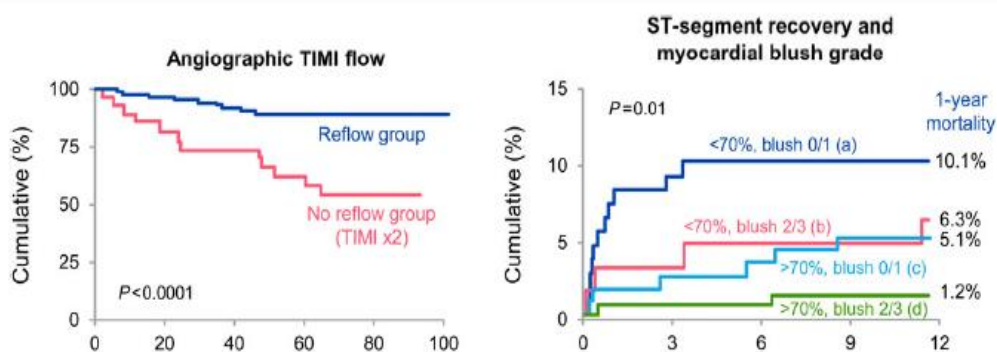 Angiographic TIMI flow
Cumulative (%)
100
75
50
25
0
Reflow group
No reflow group
(TIMI x2)
P<0.0001
0 20 40 60 80 100
ST-segment recovery and
myocardial blush grade
Cumulative (%)
15
10
5
0
P=0.01
1-year
mortality
<70%, blush 0/1 (a)
10.1%
<70%, blush 2/3 (b)
6.3%
5.1%
>70%, blush 0/1 (c)
1.2%
>70%, blush 2/3 (d)
0 3 6 9 12